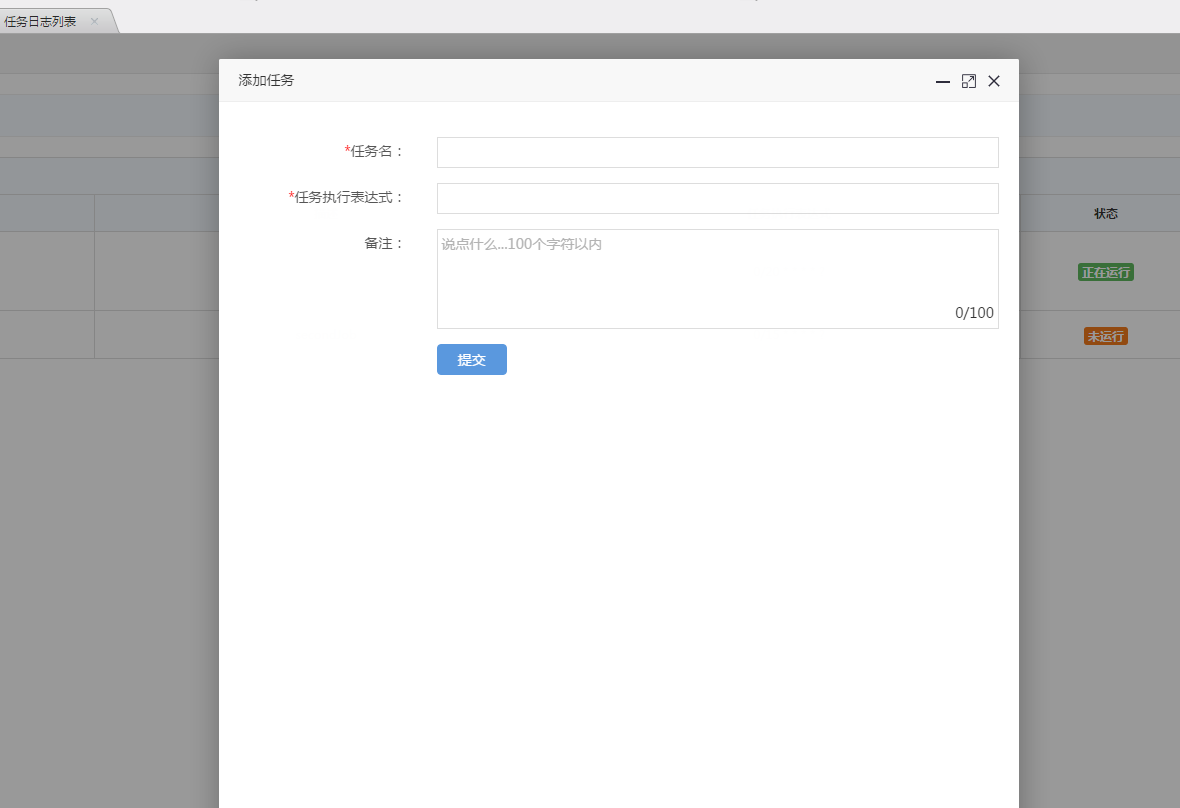 任务日志列表
添加任务
*任务名：
*任务执行表达式：
状态
备注：
说点什么...100个字符以内
正在运行
0/100
未运行
提交